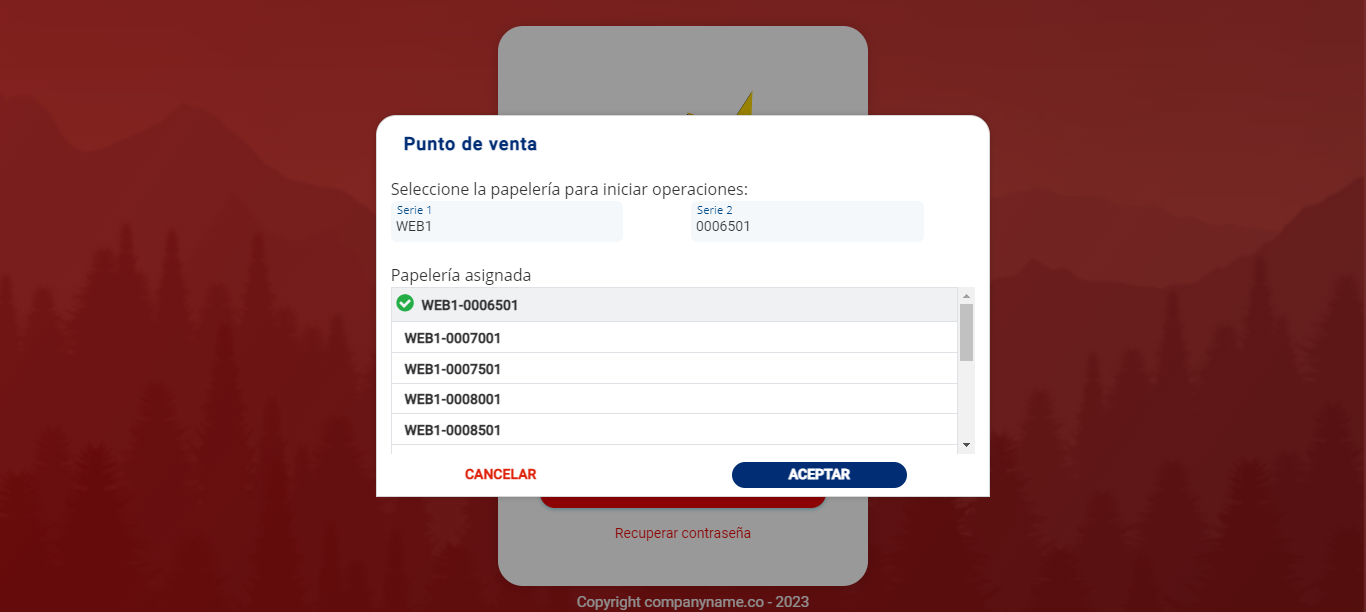 Punto de venta
Seleccione la papelería para iniciar operaciones:
Serie 1
WEB1
Serie 2
0006501
Papelería asignada
WEB1-0006501
WEB1-0007001
WEB1-0007501
WEB1-0008001
WEB1-0008501
CANCELAR
ACEPTAR
Recuperar contraseña
Copyright companyname.co - 2023